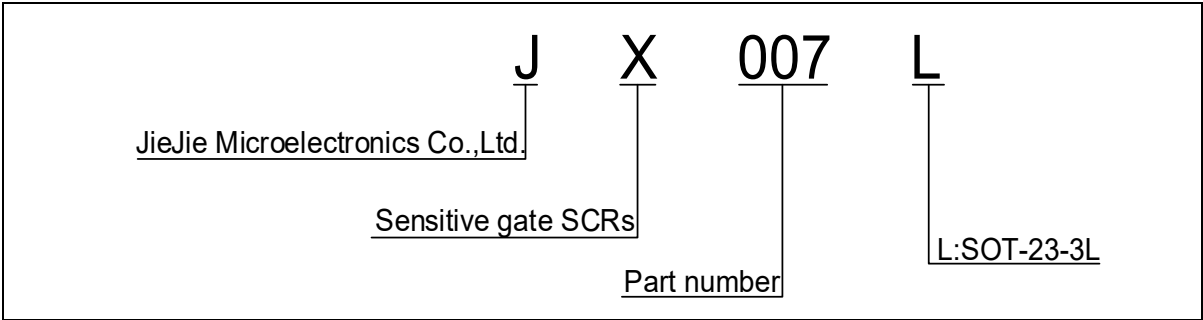 J X 007 L
JieJie Microelectronics Co.,Ltd.
Sensitive gate SCRs
L:SOT-23-3L
Part number